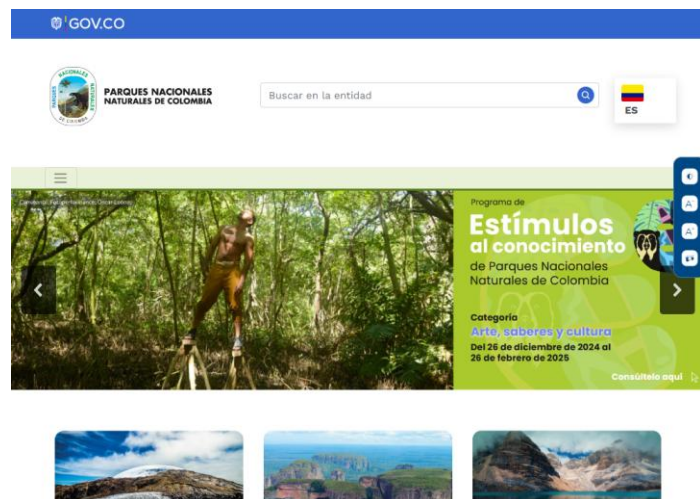 GOV.CO
PARQUES NACIONALES
NATURALES DE COLOMBIA
Buscar en la entidad
ES
Programa de
Estímulos
al conocimiento
de Parques Nacionales
Naturales de Colombia
Categoría
Arte, saberes y cultura
Del 26 de diciembre de 2024 al
26 de febrero de 2025
Consúltelo aquí